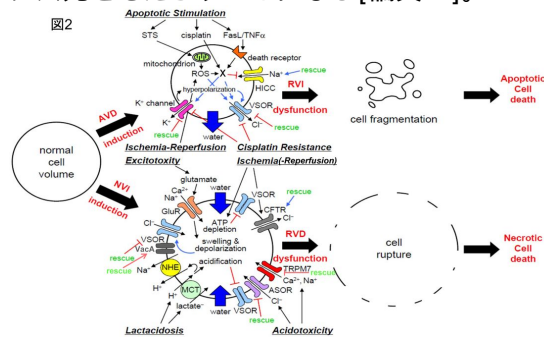 図2
Apoptotic Stimulation
STS cisplatin FasL/TNFα
mitochondrion death receptor
ROS X Na⁺ rescue
HICC
hyperpolarization
K⁺ channel VSOR
K⁺ Cl⁻
rescue rescue
water
AVD
induction
RVI
dysfunction
cell fragmentation
Apoptotic
Cell
death
normal
cell
volume
Ischemia-Reperfusion Cisplatin Resistance
Excitotoxity Ischemia(-Reperfusion)
NVI
induction
glutamate water VSOR
Ca²⁺
Na⁺ CFTR
GluR Cl⁻ rescue
ATP
depletion
Cl⁻
swelling &
depolarization
VSOR
VacA
rescue
rescue
RVD
dysfunction
cell
rupture
Necrotic
Cell
death
Na⁺ NHE acidification TRPM7 rescue
Ca²⁺, Na⁺
H⁺
H⁺ MCT ASOR
lactate⁻ Cl⁻
water VSOR
rescue
Lactacidosis Acidotoxicity